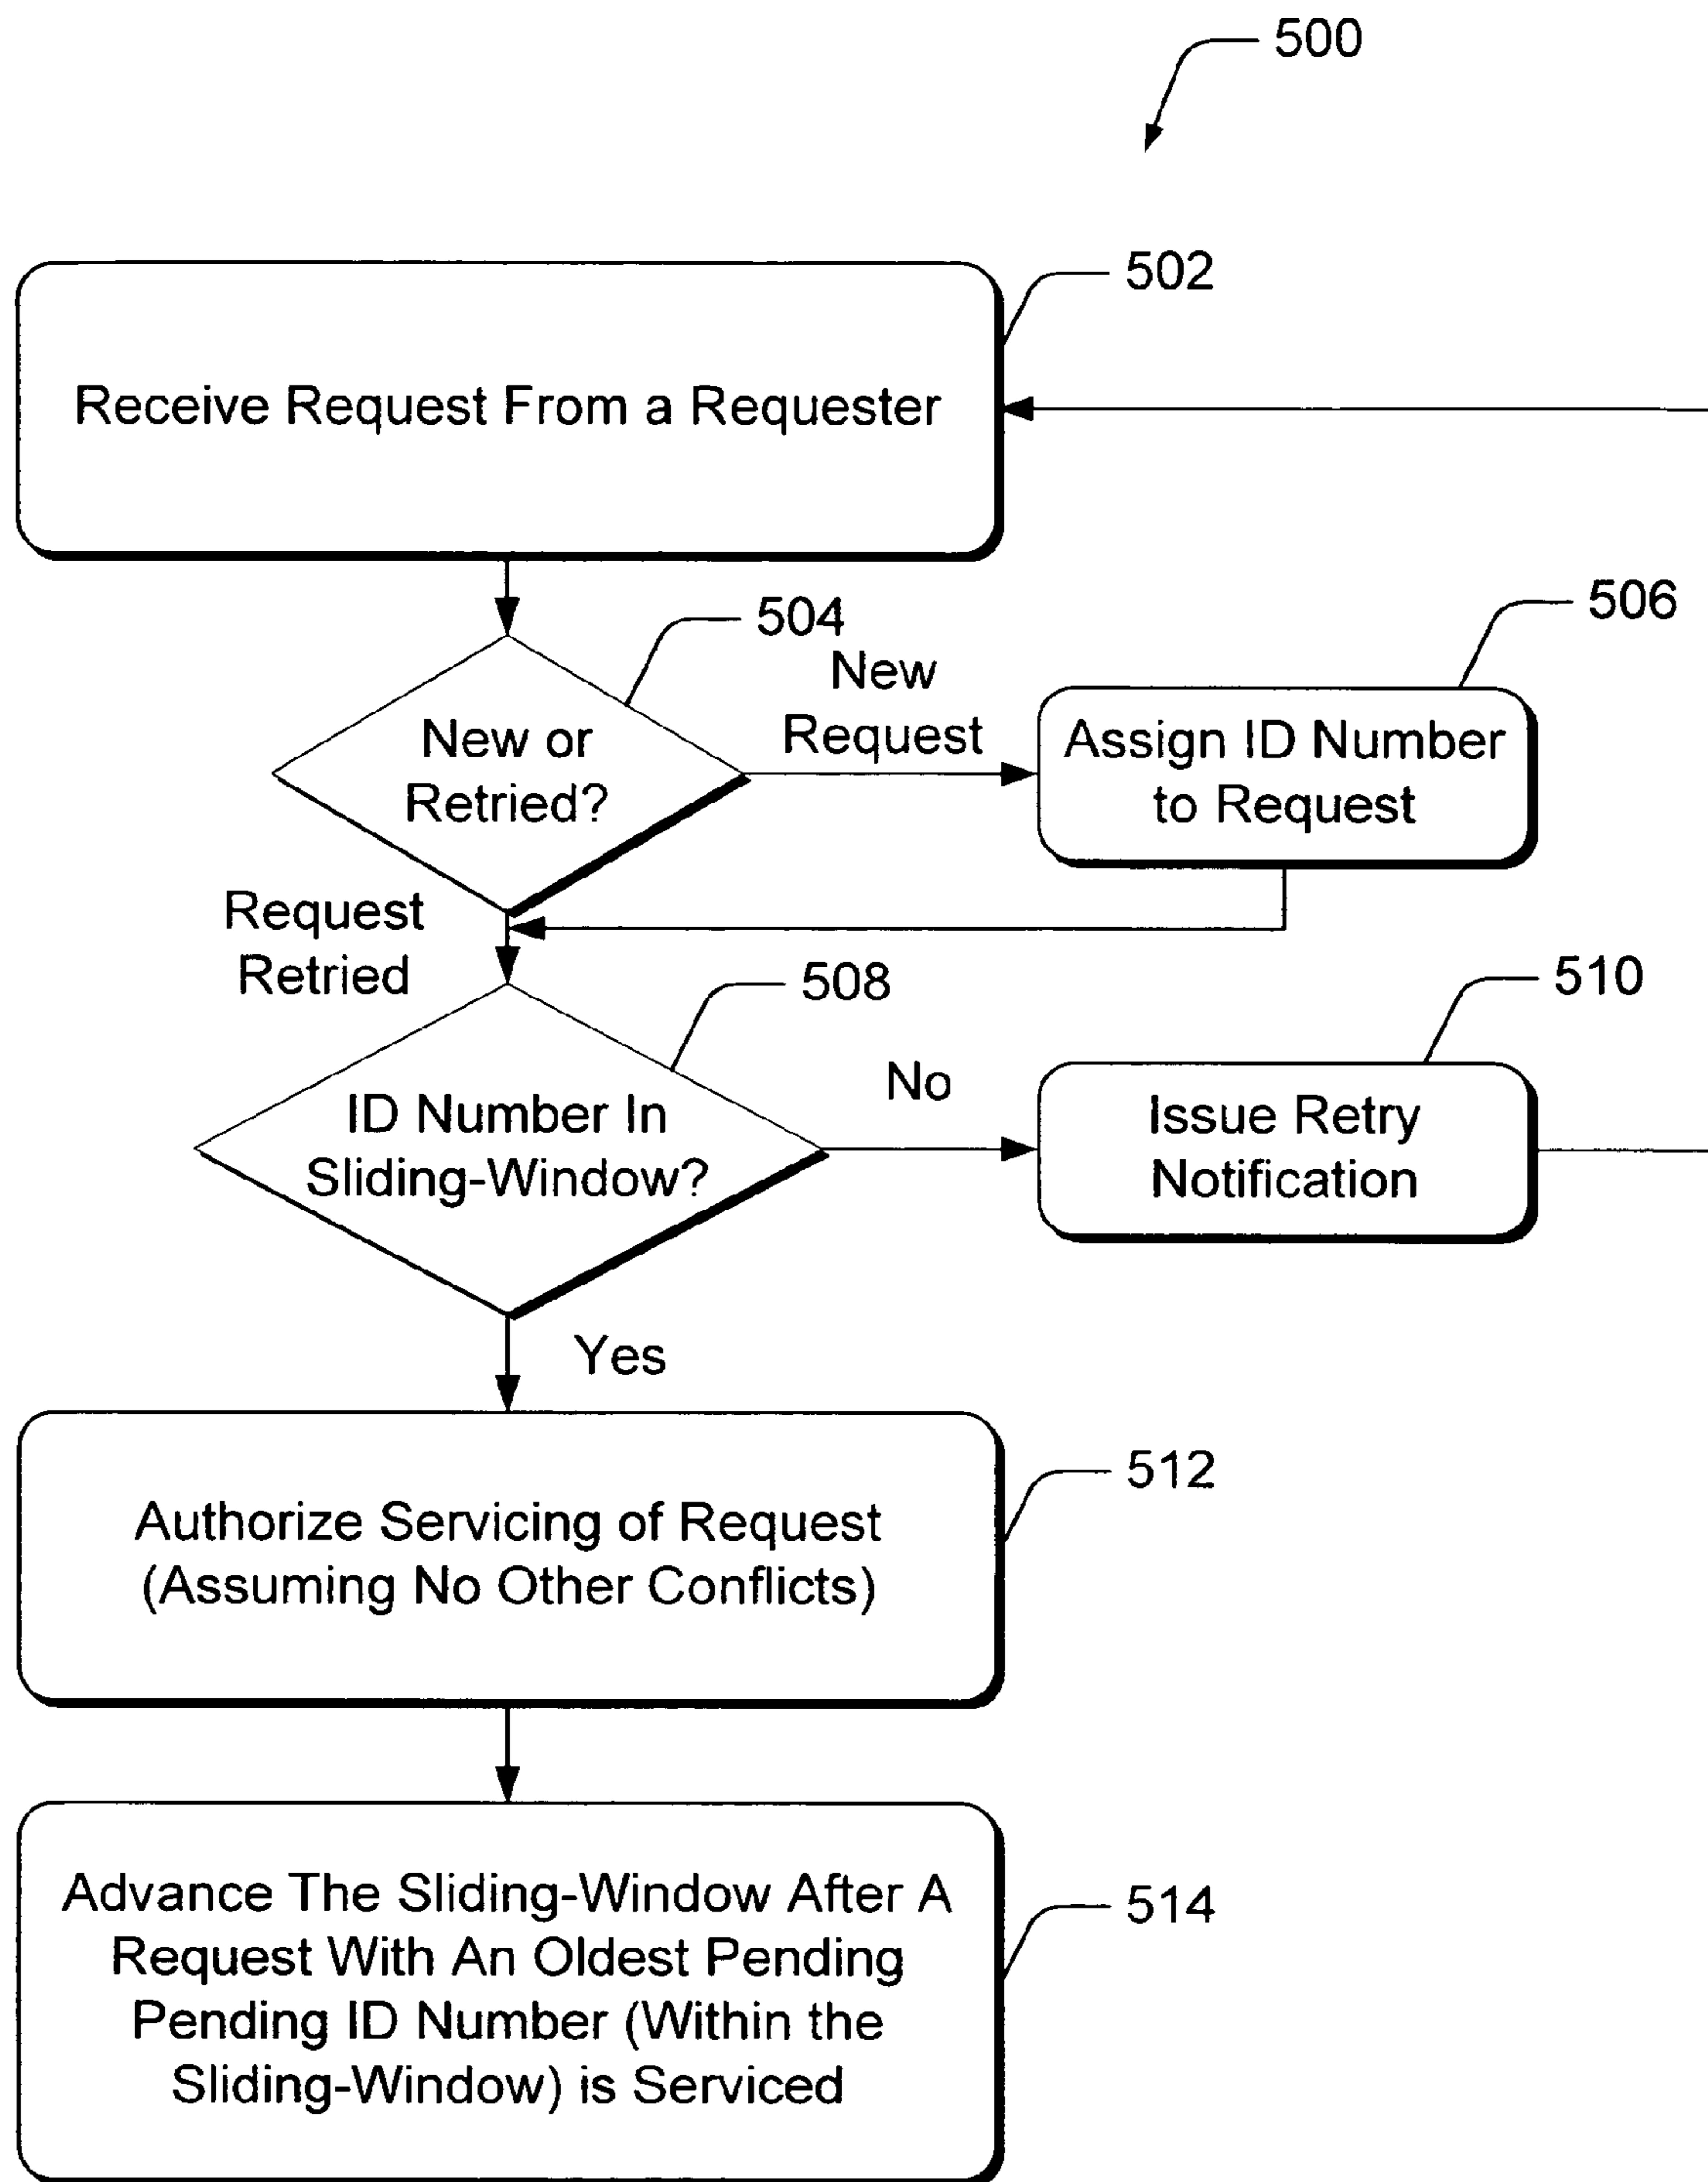 500
502
Receive Request From a Requester
504
506
New
Request
New or
Retried?
Assign ID Number
to Request
Request
Retried
508
510
No
ID Number In
Sliding-Window?
Issue Retry
Notification
Yes
512
Authorize Servicing of Request
(Assuming No Other Conflicts)
514
Advance The Sliding-Window After A
Request With An Oldest Pending
Pending ID Number (Within the
Sliding-Window) is Serviced